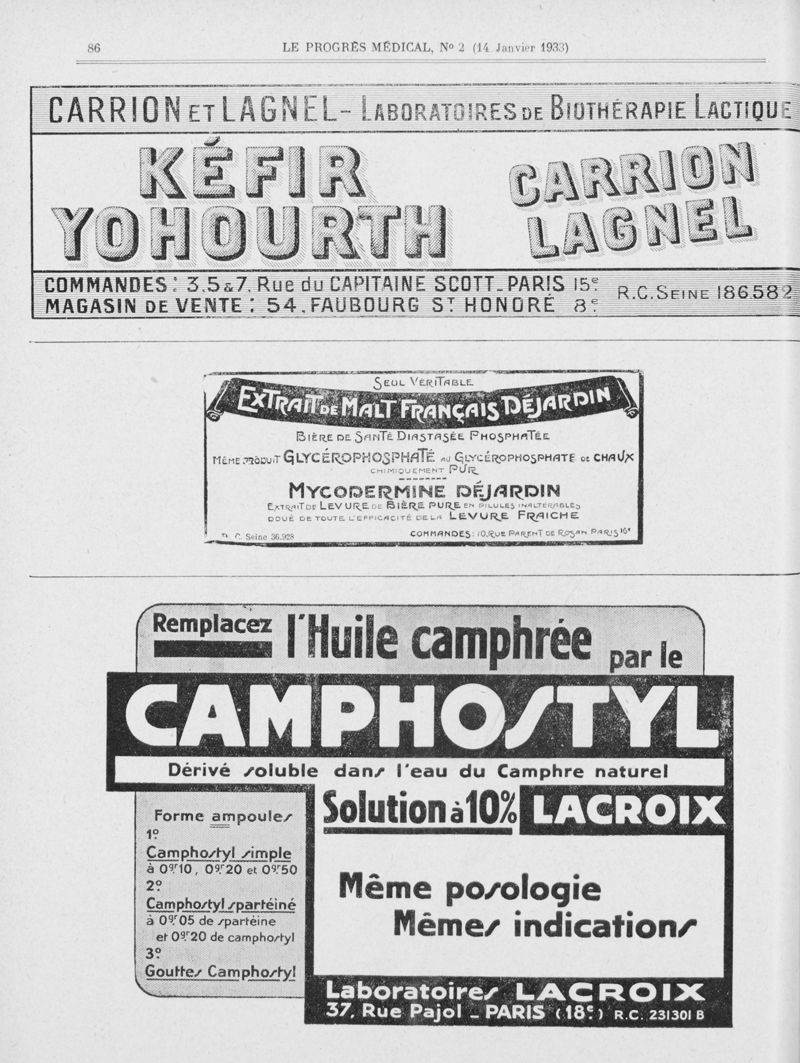 86
LE PROGRÈS MÉDICAL, Nº 2 (14 Janvier 1933)
CARRION ET LAGNEL - LABORATOIRES DE BIOTHÉRAPIE LACTIQUE
KÉFIR
YOHOURTH
CARRION
LAGNEL
COMMANDES: 3.5&7. Rue du CAPITAINE SCOTT_PARIS 15e
MAGASIN DE VENTE : 54, FAUBOURG ST HONORÉ 8e
R.C. SEINE 186.582
SEUL VÉRITABLE
EXTRAIT DE MALT FRANÇAIS DÉJARDIN
BIÈRE DE SANTÉ DIASTASÉE PHOSPHATÉE
MÊME PRODUIT GLYCÉROPHOSPHATÉ AU GLYCÉROPHOSPHATE DE CHAUX
CHIMIQUEMENT PUR
MYCODERMINE DÉJARDIN
EXTRAIT DE LEVURE DE BIÈRE PURE EN PILULES INALTÉRABLES
DOUÉ DE TOUTE L'EFFICACITÉ DE LA LEVURE FRAICHE
C. Seine 36.928
COMMANDES: 10, RUE PARENT DE ROSAN PARIS 16e
Remplacez l'Huile camphrée par le
CAMPHOSTYL
Dérivé soluble dans l'eau du Camphre naturel
Solution à 10% LACROIX
Forme ampoules
1º
Camphostyl simple
à 0gr10, 0gr20 et 0gr50
2º
Camphostyl spartéiné
à 0gr05 de spartéine
et 0gr20 de camphostyl
3º
Gouttes Camphostyl
Même posologie
Mêmes indications
Laboratoires LACROIX
37, Rue Pajol _ PARIS (18e) R.C. 231301 B